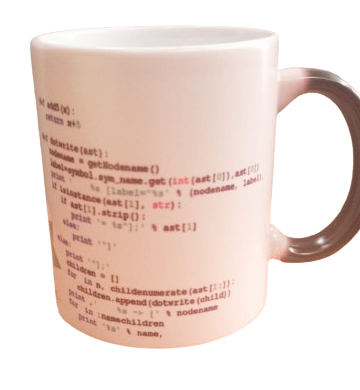 def add5(x):
return x+5
def dotwrite(ast):
nodename = getNodename()
label=symbol.sym_name.get(int(ast[0]),ast[0])
print ' %s [label="%s' % (nodename, label),
if isinstance(ast[1], str):
if ast[1].strip():
print '= %s"];' % ast[1]
else:
print '"]'
else:
print '"];'
children = []
for in n, childenumerate(ast[1:]):
children.append(dotwrite(child))
print ,' %s -> {' % nodename
for in :namechildren
print '%s' % name,